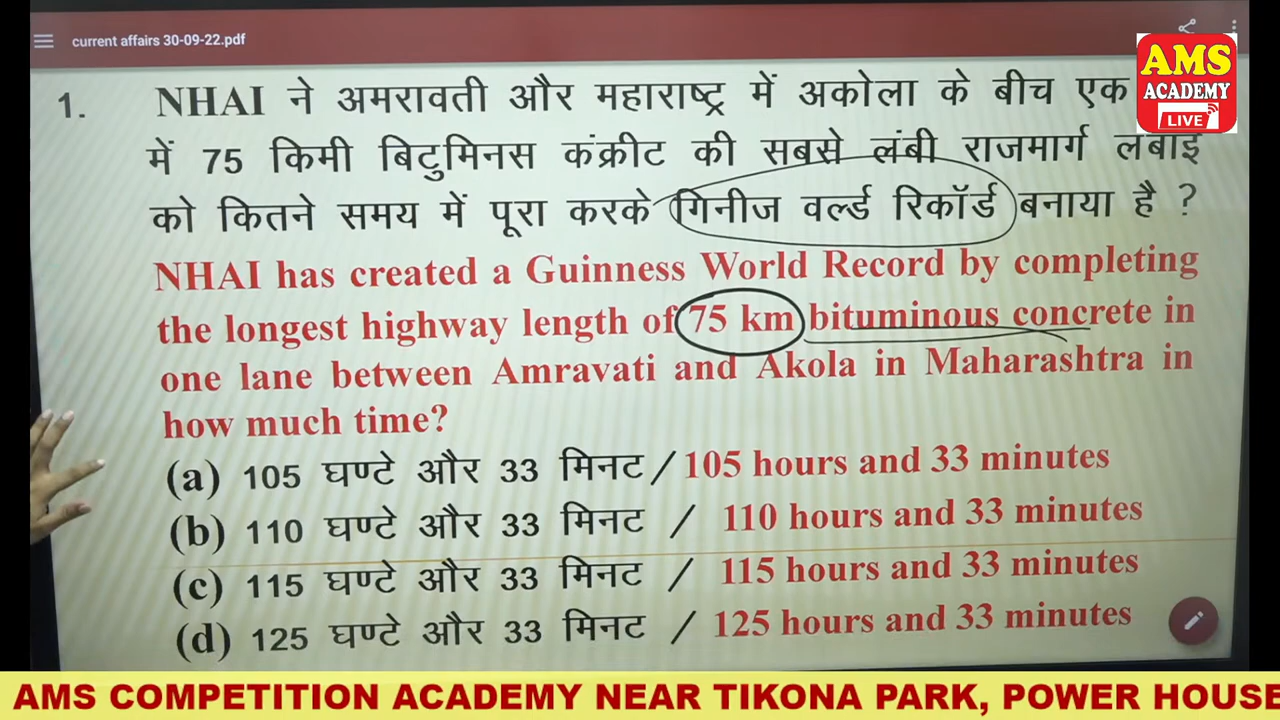 current affairs 30-09-22.pdf
AMS
ACADEMY
LIVE
1. NHAI ने अमरावती और महाराष्ट्र में अकोला के बीच एक
में 75 किमी बिटुमिनस कंक्रीट की सबसे लंबी राजमार्ग लंबाई
को कितने समय में पूरा करके गिनीज वर्ल्ड रिकॉर्ड बनाया है ?
NHAI has created a Guinness World Record by completing
the longest highway length of 75 km bituminous concrete in
one lane between Amravati and Akola in Maharashtra in
how much time?
(a) 105 घण्टे और 33 मिनट / 105 hours and 33 minutes
(b) 110 घण्टे और 33 मिनट / 110 hours and 33 minutes
(c) 115 घण्टे और 33 मिनट / 115 hours and 33 minutes
(d) 125 घण्टे और 33 मिनट / 125 hours and 33 minutes
AMS COMPETITION ACADEMY NEAR TIKONA PARK, POWER HOUSE